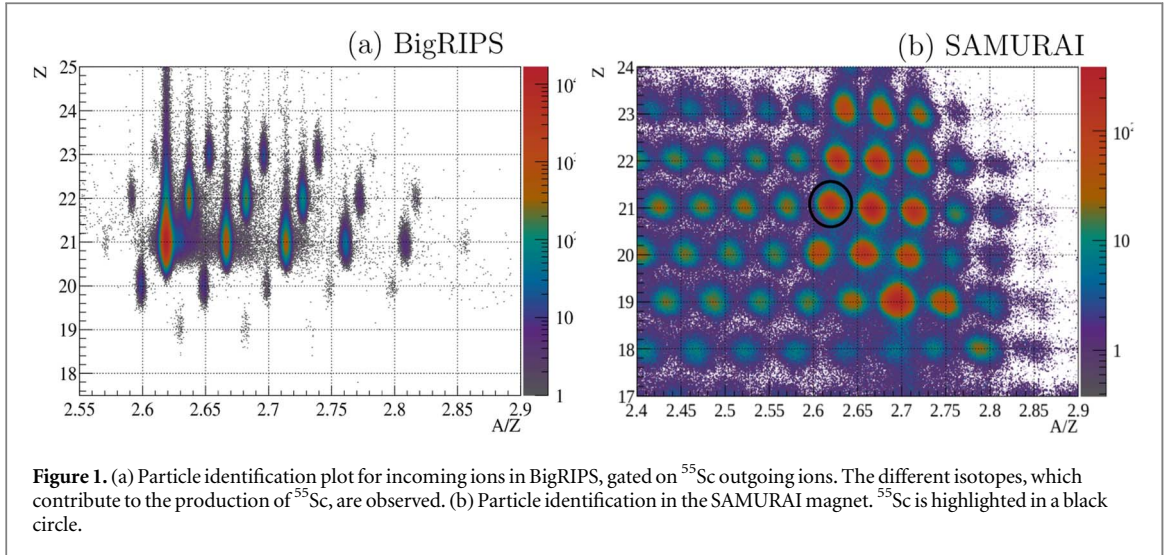 (a) BigRIPS
Z
25
24
23
22
21
20
19
18
2.55 2.6 2.65 2.7 2.75 2.8 2.85 2.9
A/Z
10⁴
10³
10²
10
1
(b) SAMURAI
Z
24
23
22
21
20
19
18
17
2.4 2.45 2.5 2.55 2.6 2.65 2.7 2.75 2.8 2.85 2.9
A/Z
10²
10
1
Figure 1. (a) Particle identification plot for incoming ions in BigRIPS, gated on ⁵⁵Sc outgoing ions. The different isotopes, which
contribute to the production of ⁵⁵Sc, are observed. (b) Particle identification in the SAMURAI magnet. ⁵⁵Sc is highlighted in a black
circle.